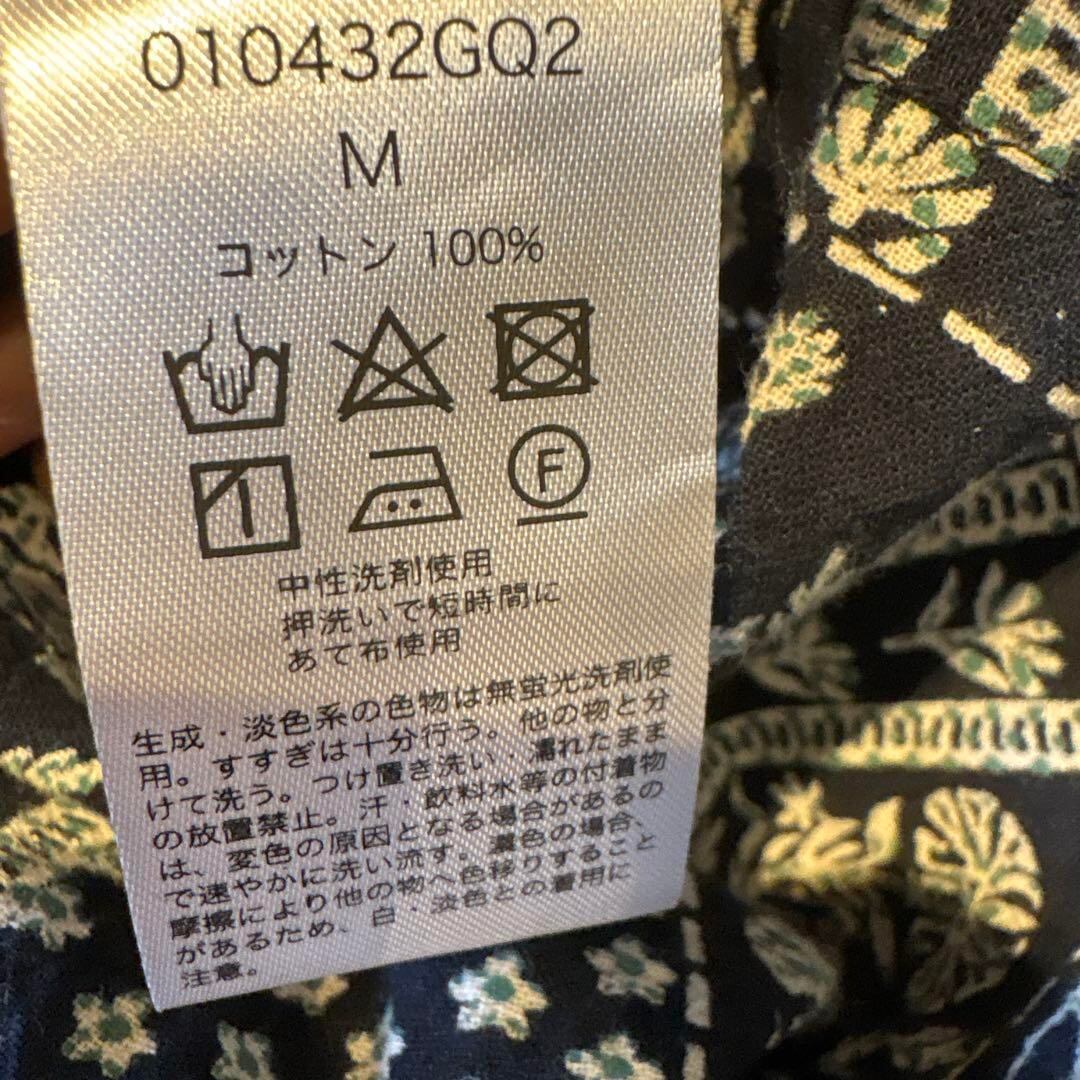 010432GQ2
M
コットン 100%
F
中性洗剤使用
押洗いで短時間に
あて布使用
生成・淡色系の色物は無蛍光洗剤使
用。すすぎは十分行う。他の物と分
けて洗う。つけ置き洗い・濡れたまま
の放置禁止。汗・飲料水等の付着物
は、変色の原因となる場合があるの
で速やかに洗い流す。濃色の場合、
摩擦により他の物へ色移りすること
があるため、白・淡色との着用に
注意。